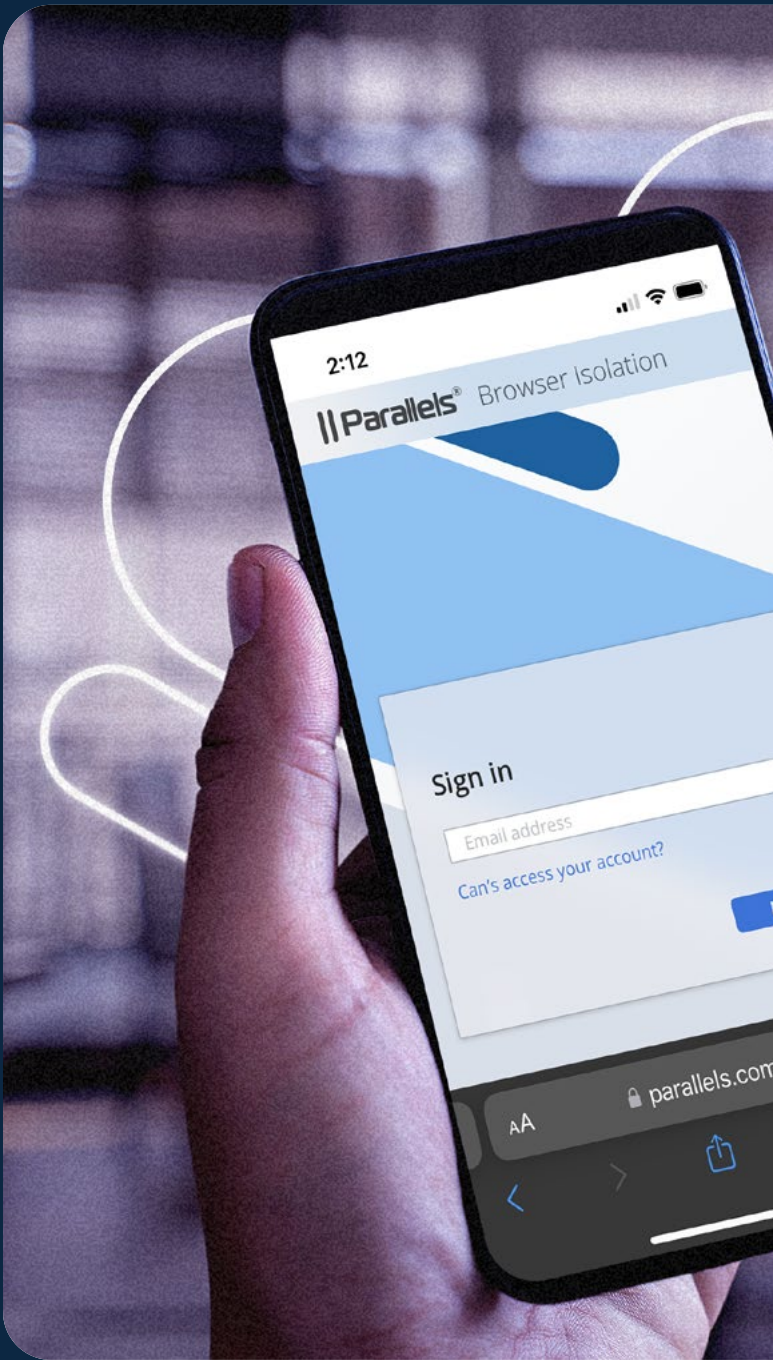 2:12
|| Parallels® Browser Isolation
Sign in
Email address
Can's access your account?
AA parallels.com